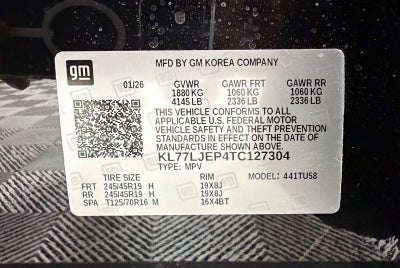 gm
MFD BY GM KOREA COMPANY
01/26 GVWR GAWR FRT GAWR RR
1880 KG 1060 KG 1060 KG
4145 LB 2336 LB 2336 LB
THIS VEHICLE CONFORMS TO ALL
APPLICABLE U.S. FEDERAL MOTOR
VEHICLE SAFETY AND THEFT PREVENTION
STANDARDS IN EFFECT ON THE DATE OF
MANUFACTURE SHOWN ABOVE.
KL77LJEP4TC127304
TYPE: MPV MODEL: 441TU58
TIRE SIZE RIM
FRT 245/45R19 H 19X8J
RR 245/45R19 H 19X8J
SPA T125/70R16 M 16X4BT